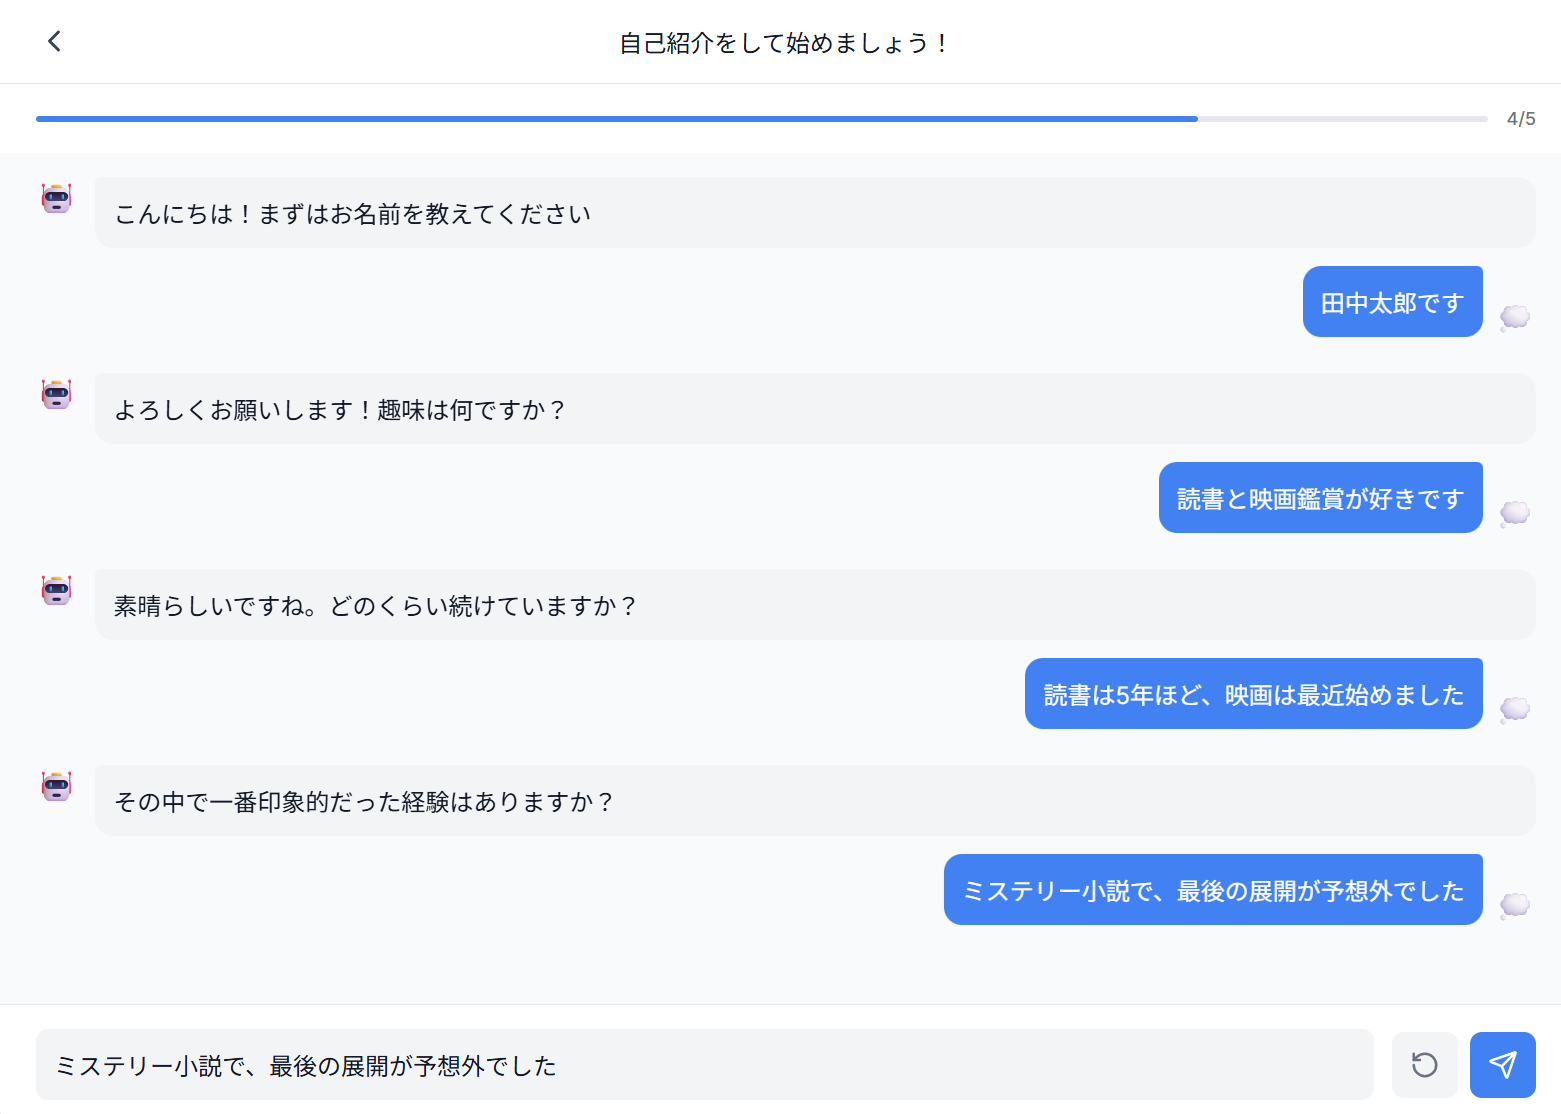 自己紹介をして始めましょう！
4/5
こんにちは！まずはお名前を教えてください
田中太郎です
よろしくお願いします！趣味は何ですか？
読書と映画鑑賞が好きです
素晴らしいですね。どのくらい続けていますか？
読書は5年ほど、映画は最近始めました
その中で一番印象的だった経験はありますか？
ミステリー小説で、最後の展開が予想外でした
ミステリー小説で、最後の展開が予想外でした